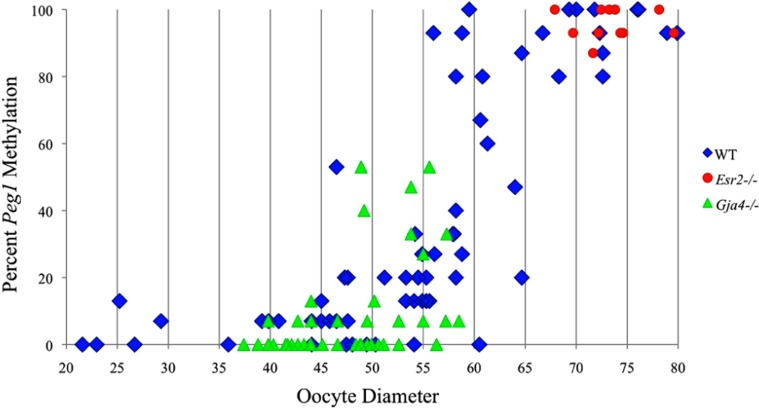 100
80
60
40
20
0
Percent Peg1 Methylation
20 25 30 35 40 45 50 55 60 65 70 75 80
Oocyte Diameter
WT
Esr2-/-
Gja4-/-